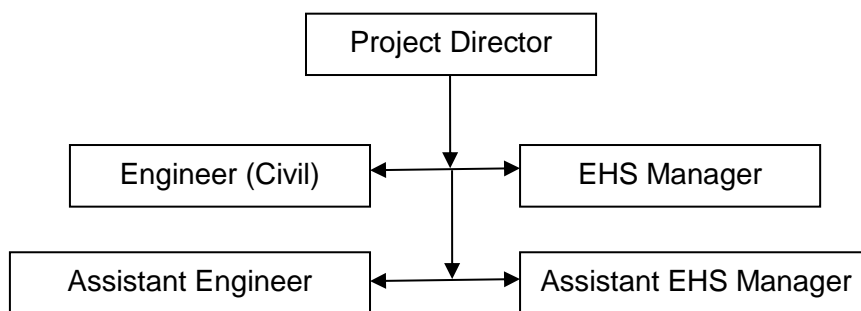 Project Director
Engineer (Civil)
EHS Manager
Assistant Engineer
Assistant EHS Manager